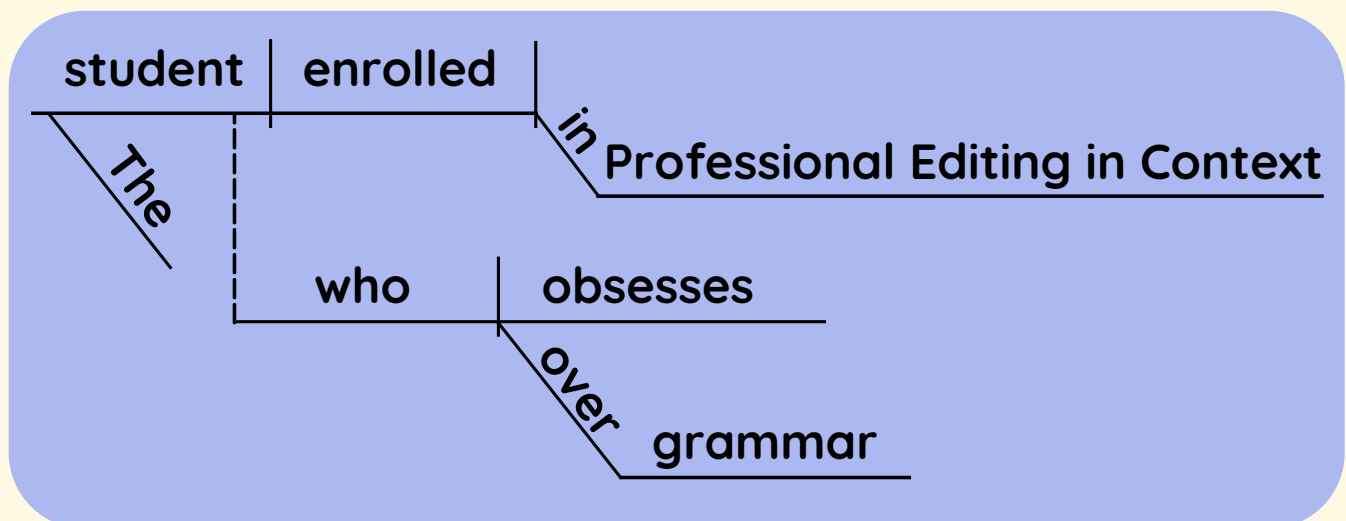 student enrolled
in
The
Professional Editing in Context
who obsesses
over
grammar